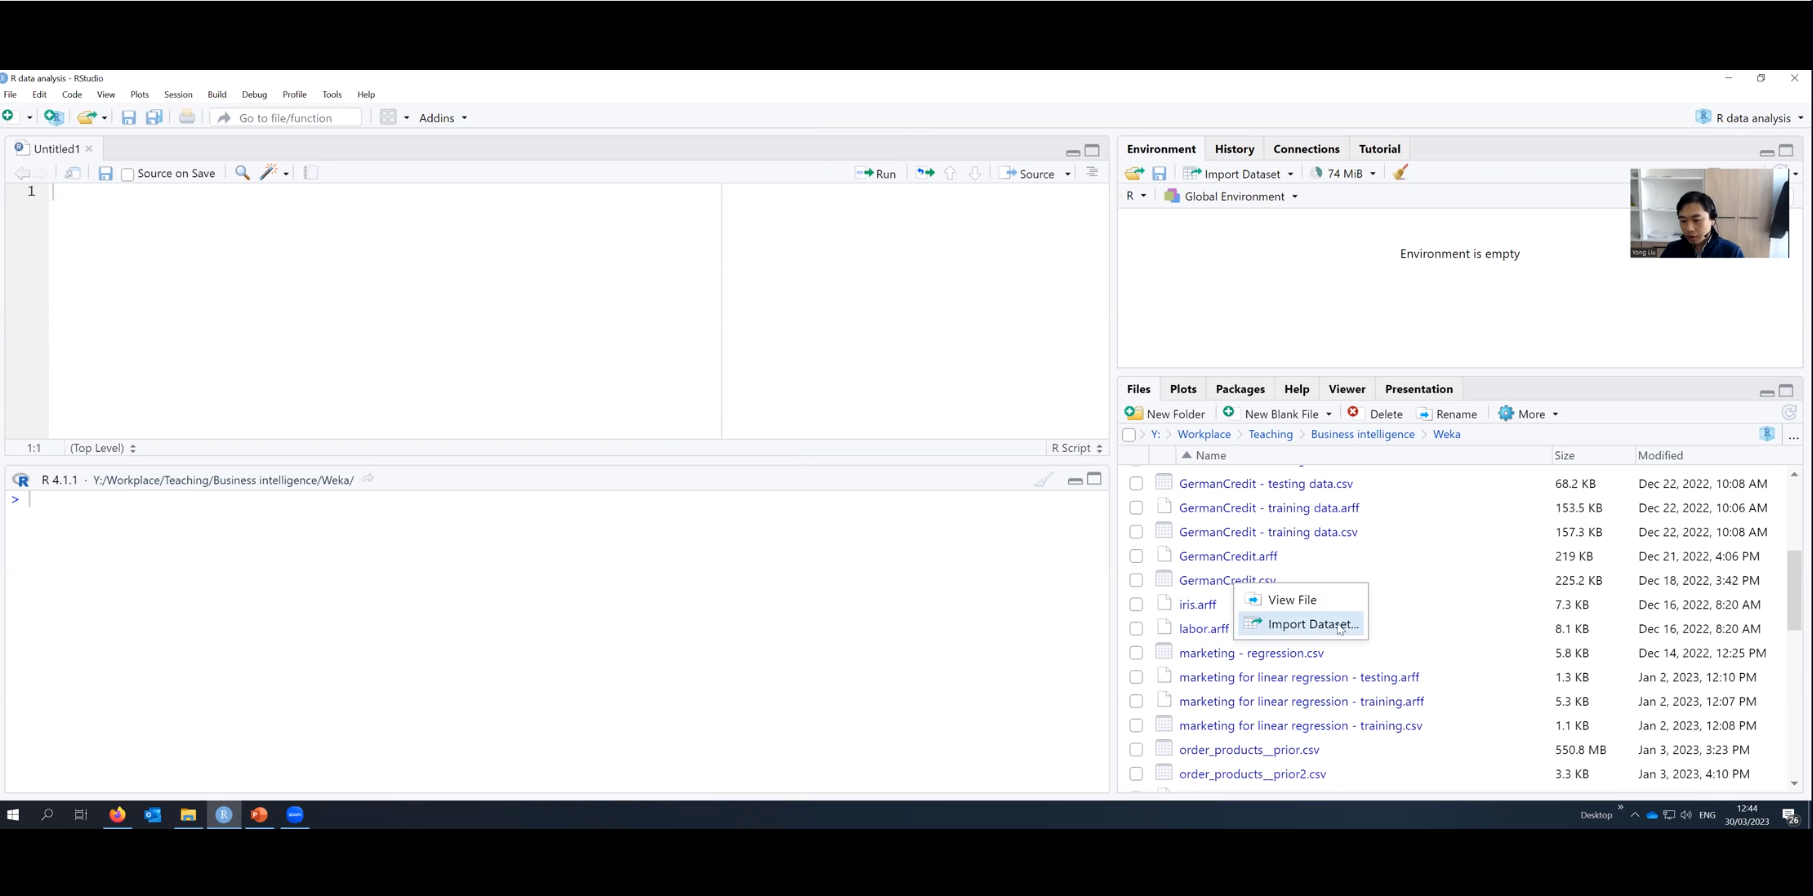 R data analysis - RStudio
File Edit Code View Plots Session Build Debug Profile Tools Help
Go to file/function Addins R data analysis
Untitled1
Source on Save Run Source
1
1:1 (Top Level) R Script
R 4.1.1 · Y:/Workplace/Teaching/Business intelligence/Weka/
>
Environment History Connections Tutorial
Import Dataset 74 MiB
R Global Environment
Environment is empty
Yong Liu
Files Plots Packages Help Viewer Presentation
New Folder New Blank File Delete Rename More
Y: Workplace Teaching Business intelligence Weka ...
Name Size Modified
GermanCredit - testing data.csv 68.2 KB Dec 22, 2022, 10:08 AM
GermanCredit - training data.arff 153.5 KB Dec 22, 2022, 10:06 AM
GermanCredit - training data.csv 157.3 KB Dec 22, 2022, 10:08 AM
GermanCredit.arff 219 KB Dec 21, 2022, 4:06 PM
GermanCredit.csv 225.2 KB Dec 18, 2022, 3:42 PM
View File
iris.arff 7.3 KB Dec 16, 2022, 8:20 AM
Import Dataset...
labor.arff 8.1 KB Dec 16, 2022, 8:20 AM
marketing - regression.csv 5.8 KB Dec 14, 2022, 12:25 PM
marketing for linear regression - testing.arff 1.3 KB Jan 2, 2023, 12:10 PM
marketing for linear regression - training.arff 5.3 KB Jan 2, 2023, 12:07 PM
marketing for linear regression - training.csv 1.1 KB Jan 2, 2023, 12:08 PM
order_products__prior.csv 550.8 MB Jan 3, 2023, 3:23 PM
order_products__prior2.csv 3.3 KB Jan 3, 2023, 4:10 PM
Desktop ENG 12:44
30/03/2023
26
zoom